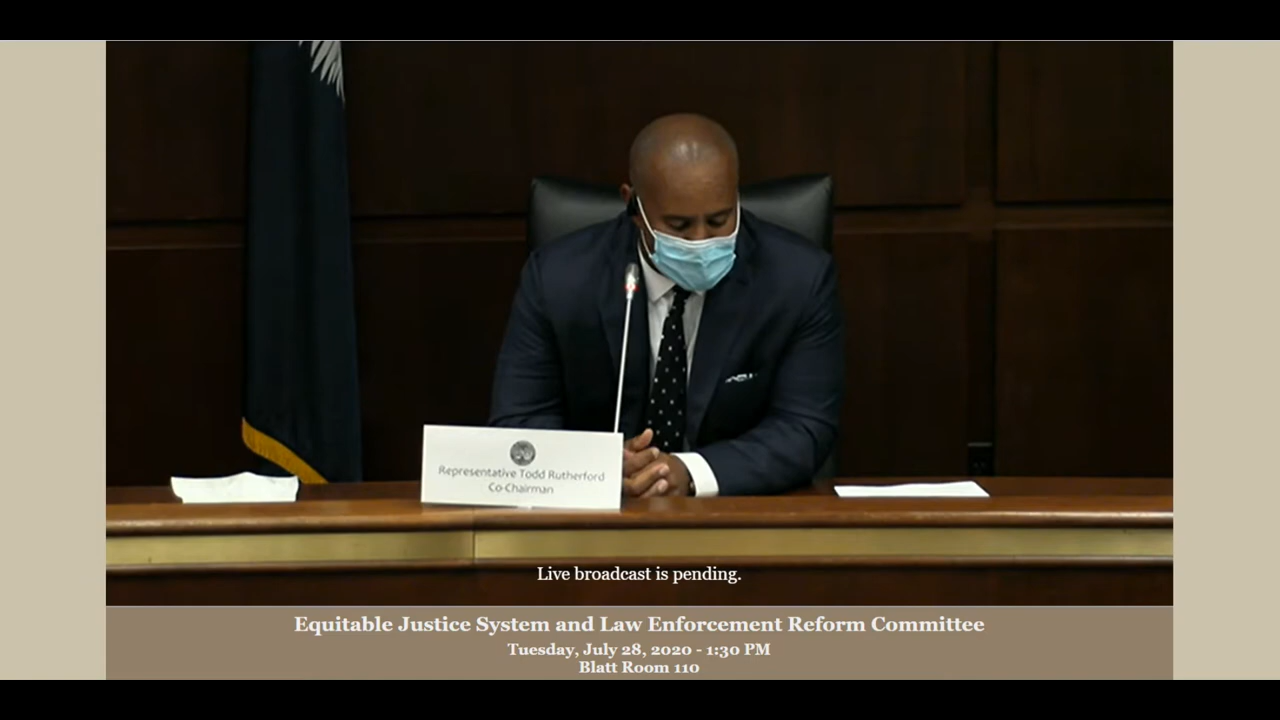 Representative Todd Rutherford
Co-Chairman
Live broadcast is pending.
Equitable Justice System and Law Enforcement Reform Committee
Tuesday, July 28, 2020 - 1:30 PM
Blatt Room 110